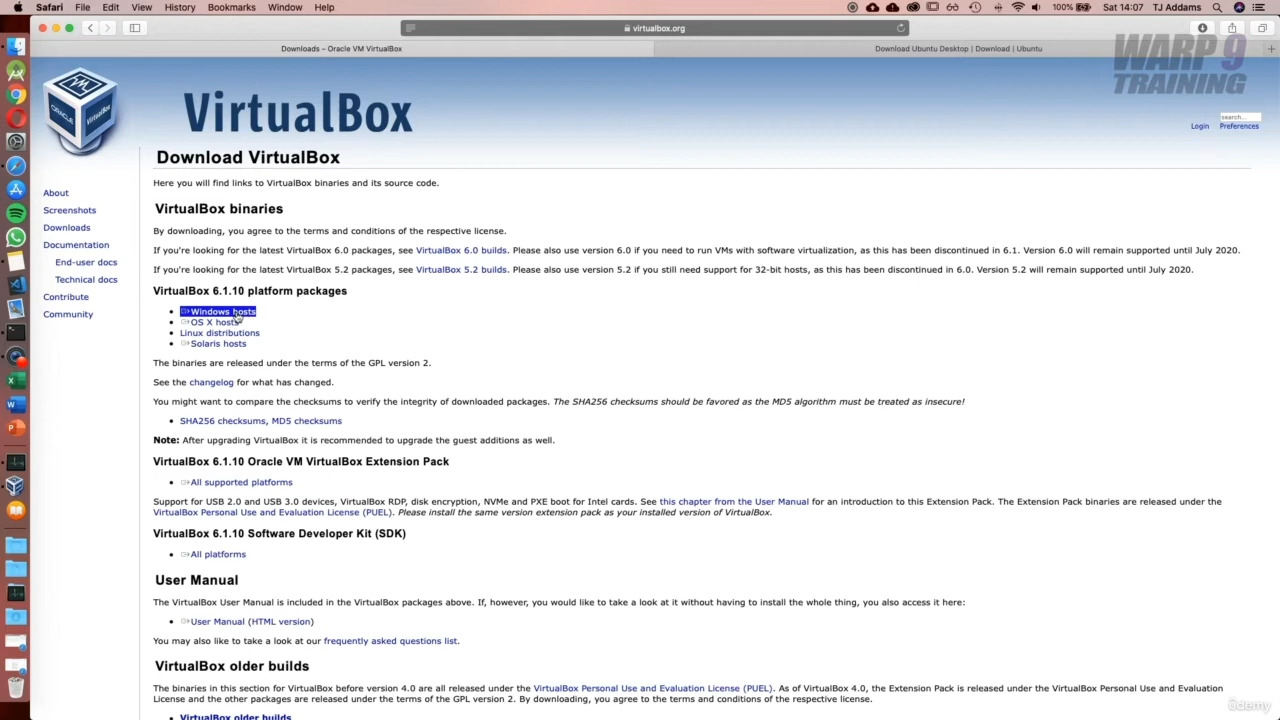 Safari File Edit View History Bookmarks Window Help
100% Sun 14:07 TJ Adams
virtualbox.org
Downloads – Oracle VM VirtualBox
Download Ubuntu Desktop | Download | Ubuntu
WARP 9
TRAINING
ORACLE
VirtualBox
VirtualBox
search...
Login Preferences
Download VirtualBox
Here you will find links to VirtualBox binaries and its source code.
About
Screenshots
Downloads
Documentation
End-user docs
Technical docs
Contribute
Community
VirtualBox binaries
By downloading, you agree to the terms and conditions of the respective license.
If you're looking for the latest VirtualBox 6.0 packages, see VirtualBox 6.0 builds. Please also use version 6.0 if you need to run VMs with software virtualization, as this has been discontinued in 6.1. Version 6.0 will remain supported until July 2020.
If you're looking for the latest VirtualBox 5.2 packages, see VirtualBox 5.2 builds. Please also use version 5.2 if you still need support for 32-bit hosts, as this has been discontinued in 6.0. Version 5.2 will remain supported until July 2020.
VirtualBox 6.1.10 platform packages
Windows hosts
OS X hosts
Linux distributions
Solaris hosts
The binaries are released under the terms of the GPL version 2.
See the changelog for what has changed.
You might want to compare the checksums to verify the integrity of downloaded packages. The SHA256 checksums should be favored as the MD5 algorithm must be treated as insecure!
SHA256 checksums, MD5 checksums
Note: After upgrading VirtualBox it is recommended to upgrade the guest additions as well.
VirtualBox 6.1.10 Oracle VM VirtualBox Extension Pack
All supported platforms
Support for USB 2.0 and USB 3.0 devices, VirtualBox RDP, disk encryption, NVMe and PXE boot for Intel cards. See this chapter from the User Manual for an introduction to this Extension Pack. The Extension Pack binaries are released under the
VirtualBox Personal Use and Evaluation License (PUEL). Please install the same version extension pack as your installed version of VirtualBox.
VirtualBox 6.1.10 Software Developer Kit (SDK)
All platforms
User Manual
The VirtualBox User Manual is included in the VirtualBox packages above. If, however, you would like to take a look at it without having to install the whole thing, you also access it here:
User Manual (HTML version)
You may also like to take a look at our frequently asked questions list.
VirtualBox older builds
The binaries in this section for VirtualBox before version 4.0 are all released under the VirtualBox Personal Use and Evaluation License (PUEL). As of VirtualBox 4.0, the Extension Pack is released under the VirtualBox Personal Use and Evaluation
License and the other packages are released under the terms of the GPL version 2. By downloading, you agree to the terms and conditions of the respective license.
VirtualBox older builds
ûdemy